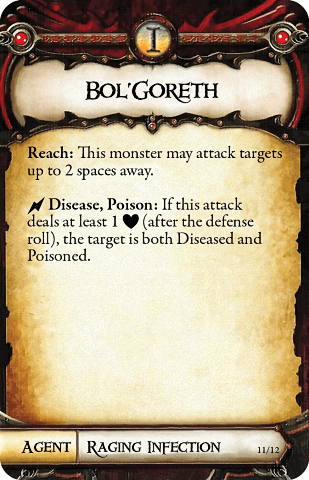 I
Bol'Goreth
Reach: This monster may attack targets
up to 2 spaces away.
Disease, Poison: If this attack
deals at least 1 ♥ (after the defense
roll), the target is both Diseased and
Poisoned.
Agent Raging Infection 11/12